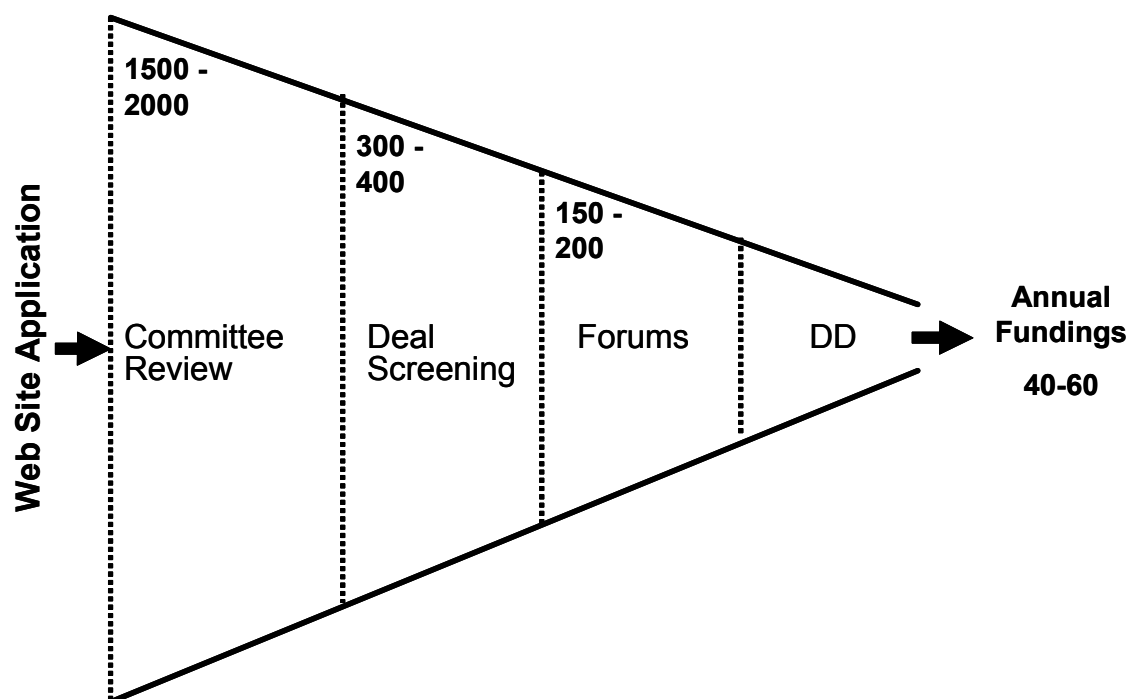 Web Site Application
1500 -
2000
Committee
Review
300 -
400
Deal
Screening
150 -
200
Forums
DD
Annual
Fundings
40-60